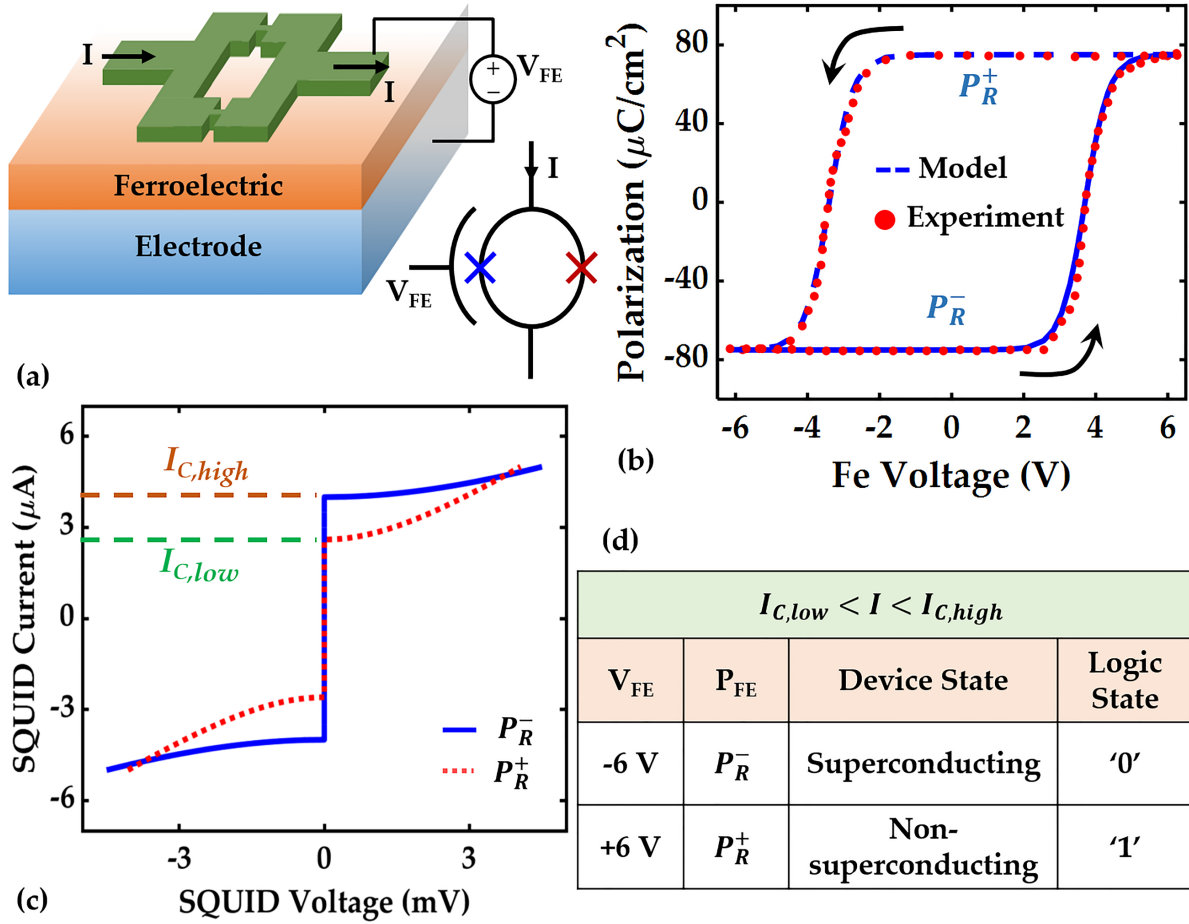 (a)
I
I
V_FE
+
−
Ferroelectric
Electrode
I
V_FE
(b)
Polarization (μC/cm²)
80
40
0
-40
-80
P_R^+
Model
Experiment
P_R^-
-6 -4 -2 0 2 4 6
Fe Voltage (V)
(c)
SQUID Current (μA)
6
3
0
-3
-6
I_C,high
I_C,low
P_R^-
P_R^+
-3 0 3
SQUID Voltage (mV)
(d)
I_C,low < I < I_C,high
V_FE P_FE Device State Logic State
-6 V P_R^- Superconducting ‘0’
+6 V P_R^+ Non-superconducting ‘1’